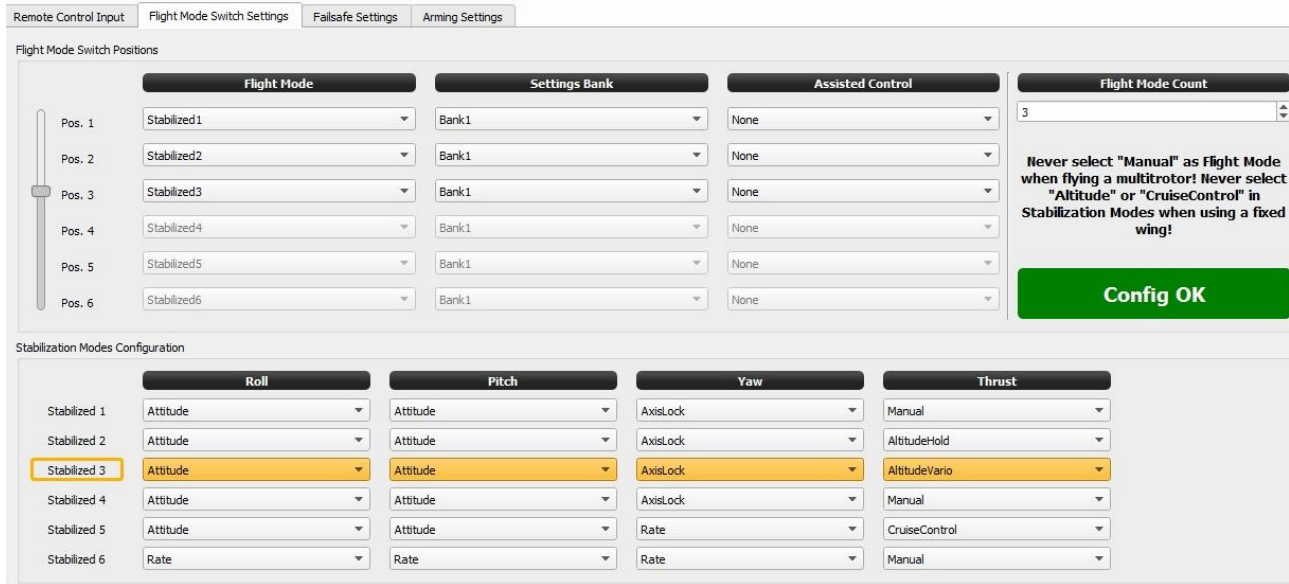 Remote Control Input Flight Mode Switch Settings Failsafe Settings Arming Settings
Flight Mode Switch Positions
Flight Mode Settings Bank Assisted Control Flight Mode Count
Pos. 1 Stabilized1 Bank1 None 3
Pos. 2 Stabilized2 Bank1 None
Never select "Manual" as Flight Mode
when flying a multitrotor! Never select
Pos. 3 Stabilized3 Bank1 None
"Altitude" or "CruiseControl" in
Stabilization Modes when using a fixed
wing!
Pos. 4 Stabilized4 Bank1 None
Pos. 5 Stabilized5 Bank1 None
Pos. 6 Stabilized6 Bank1 None
Config OK
Stabilization Modes Configuration
Roll Pitch Yaw Thrust
Stabilized 1 Attitude Attitude AxisLock Manual
Stabilized 2 Attitude Attitude AxisLock AltitudeHold
Stabilized 3 Attitude Attitude AxisLock AltitudeVario
Stabilized 4 Attitude Attitude AxisLock Manual
Stabilized 5 Attitude Attitude Rate CruiseControl
Stabilized 6 Rate Rate Rate Manual